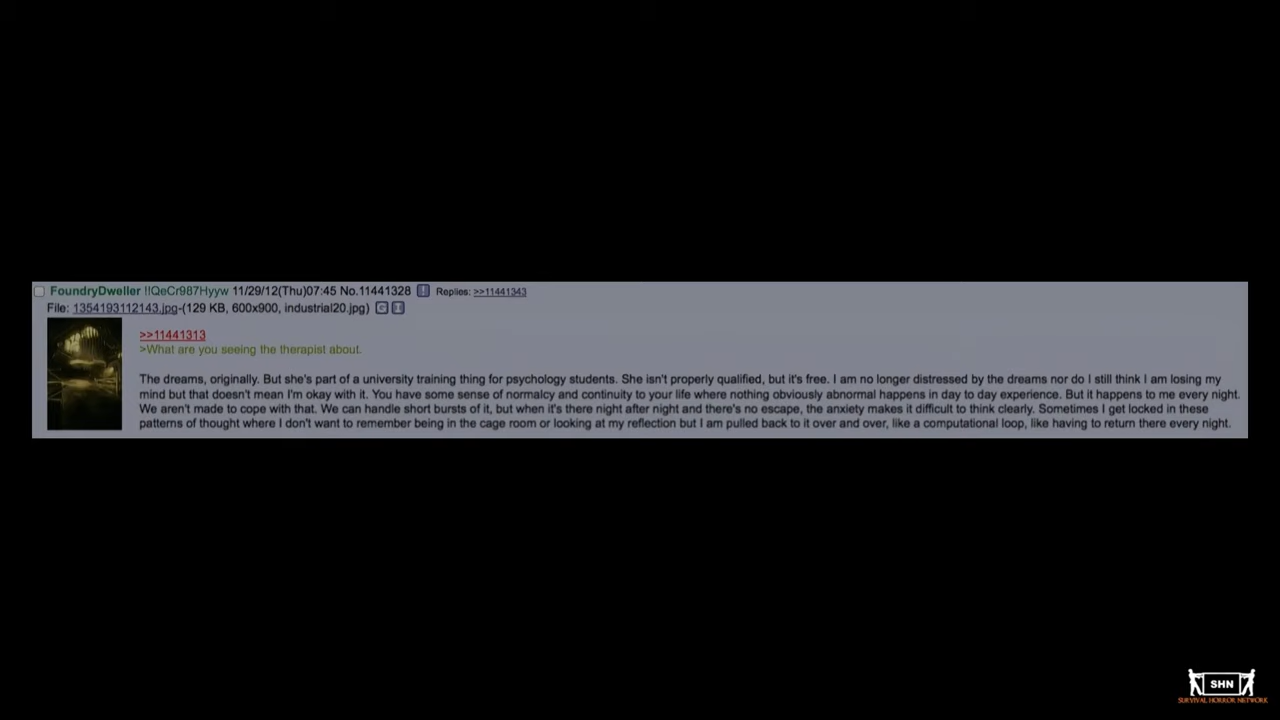 FoundryDweller !!QeCr987Hyyw 11/29/12(Thu)07:45 No.11441328 Replies: >>11441343
File: 1354193112143.jpg-(129 KB, 600x900, industrial20.jpg)
>>11441313
>What are you seeing the therapist about.
The dreams, originally. But she's part of a university training thing for psychology students. She isn't properly qualified, but it's free. I am no longer distressed by the dreams nor do I still think I am losing my
mind but that doesn't mean I'm okay with it. You have some sense of normalcy and continuity to your life where nothing obviously abnormal happens in day to day experience. But it happens to me every night.
We aren't made to cope with that. We can handle short bursts of it, but when it's there night after night and there's no escape, the anxiety makes it difficult to think clearly. Sometimes I get locked in these
patterns of thought where I don't want to remember being in the cage room or looking at my reflection but I am pulled back to it over and over, like a computational loop, like having to return there every night.
SHN
SURVIVAL HORROR NETWORK